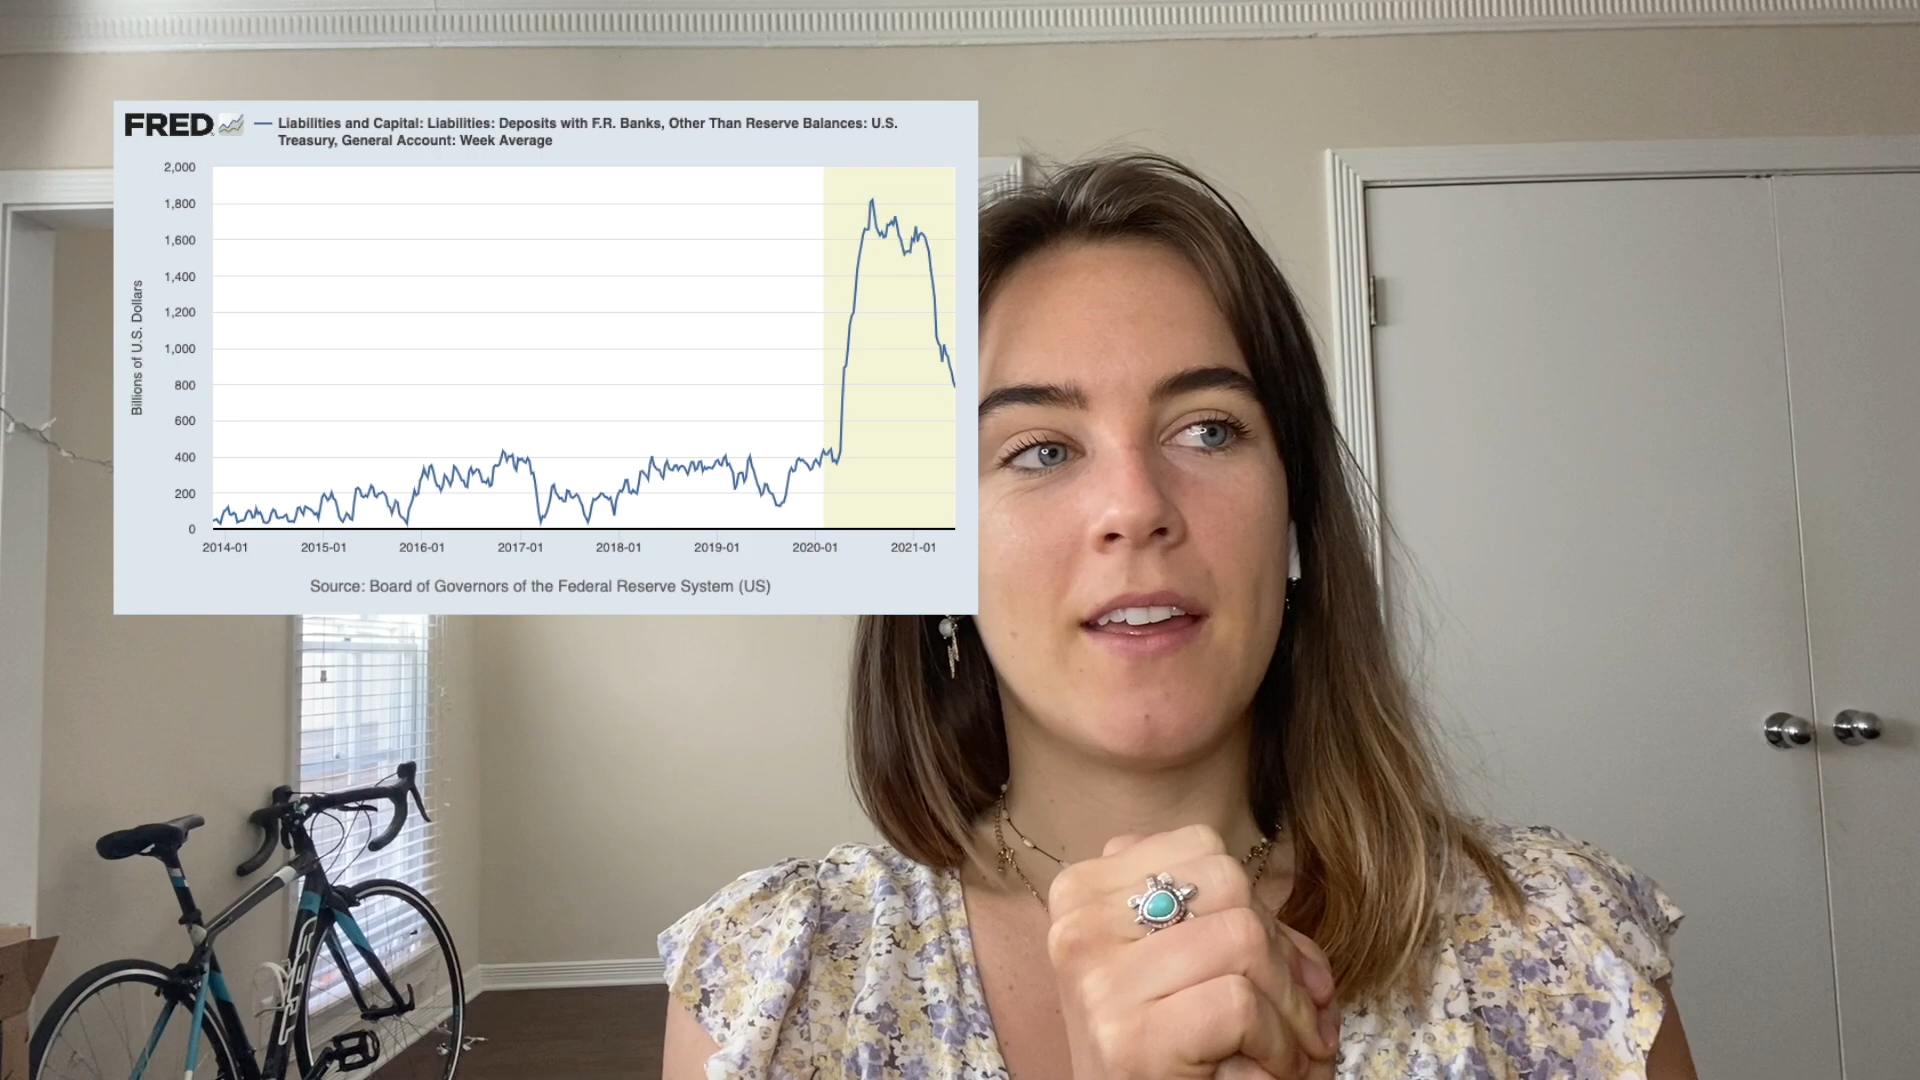 FRED
Liabilities and Capital: Liabilities: Deposits with F.R. Banks, Other Than Reserve Balances: U.S.
Treasury, General Account: Week Average
Billions of U.S. Dollars
2,000
1,800
1,600
1,400
1,200
1,000
800
600
400
200
0
2014-01 2015-01 2016-01 2017-01 2018-01 2019-01 2020-01 2021-01
Source: Board of Governors of the Federal Reserve System (US)